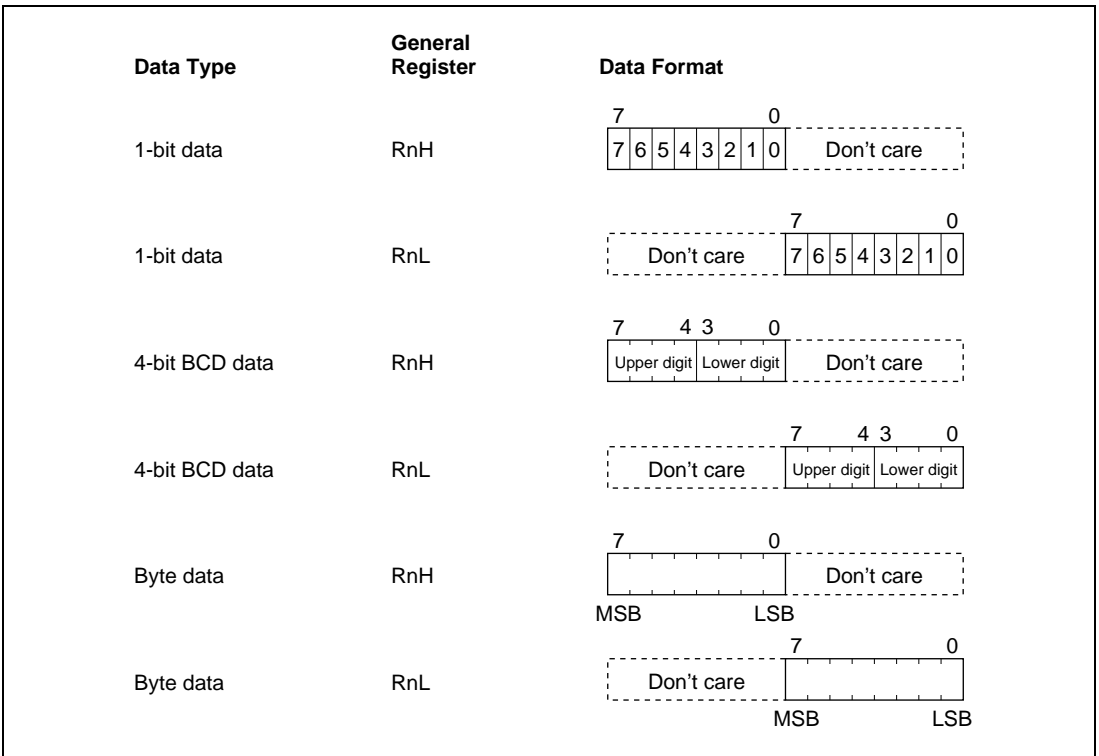 General
Data Type Register Data Format
7 0
1-bit data RnH 7 6 5 4 3 2 1 0 Don't care
7 0
1-bit data RnL Don't care 7 6 5 4 3 2 1 0
7 4 3 0
4-bit BCD data RnH Upper digit Lower digit Don't care
7 4 3 0
4-bit BCD data RnL Don't care Upper digit Lower digit
7 0
Byte data RnH Don't care
MSB LSB
7 0
Byte data RnL Don't care
MSB LSB